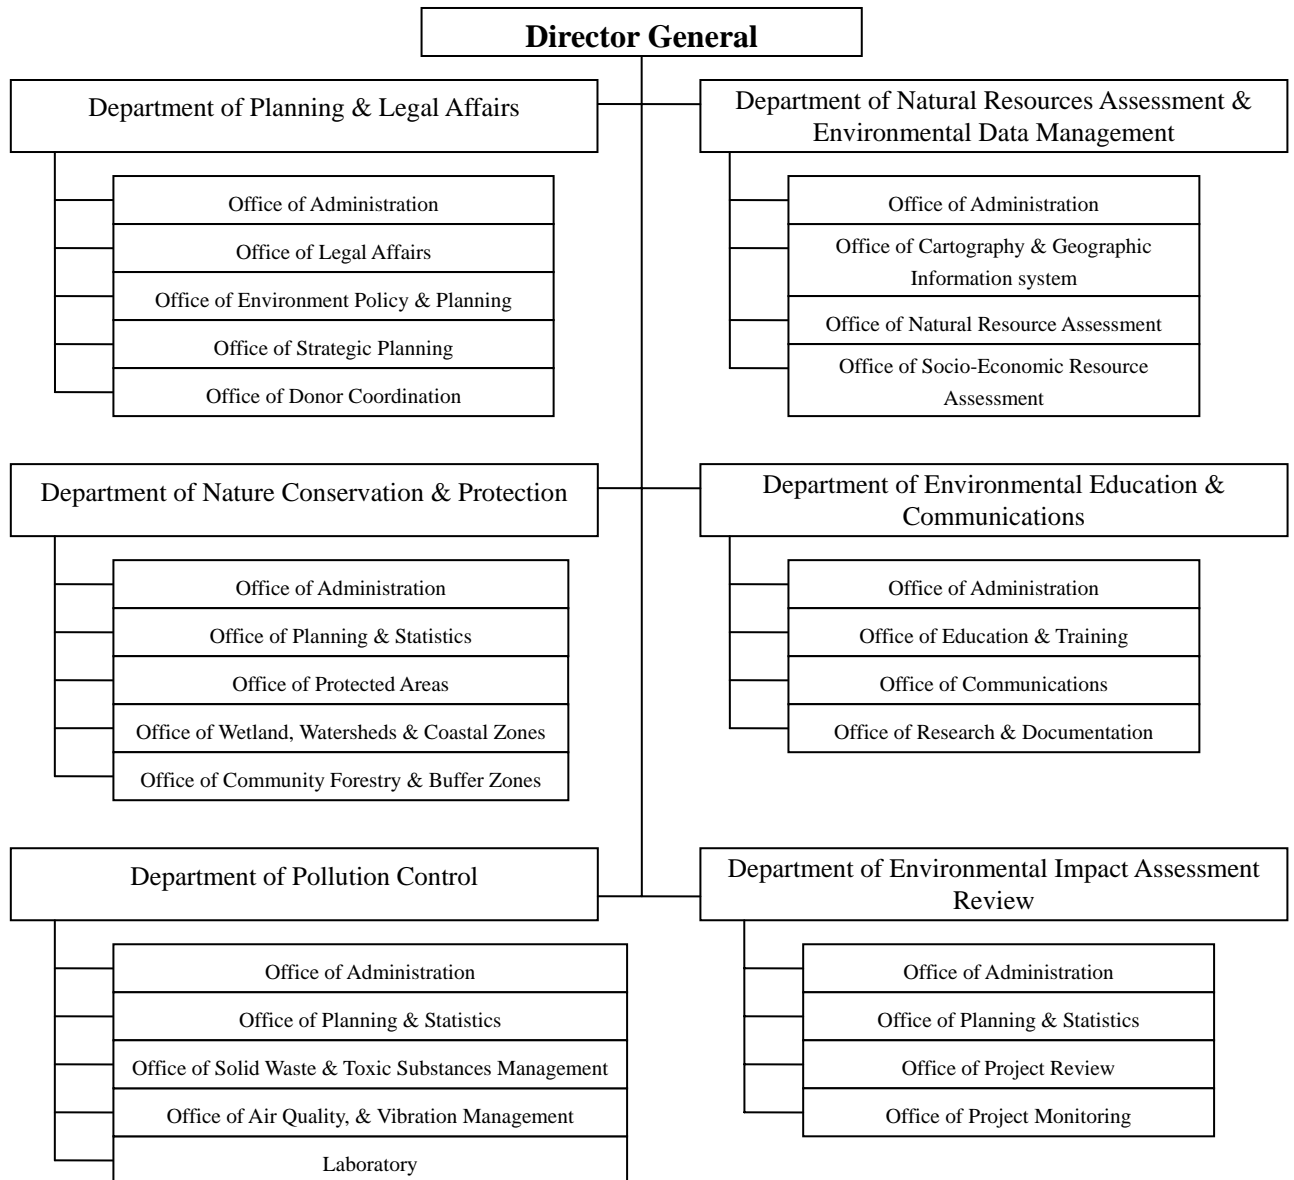 Director General
Department of Planning & Legal Affairs
Office of Administration
Office of Legal Affairs
Office of Environment Policy & Planning
Office of Strategic Planning
Office of Donor Coordination
Department of Natural Resources Assessment &
Environmental Data Management
Office of Administration
Office of Cartography & Geographic
Information system
Office of Natural Resource Assessment
Office of Socio-Economic Resource
Assessment
Department of Nature Conservation & Protection
Office of Administration
Office of Planning & Statistics
Office of Protected Areas
Office of Wetland, Watersheds & Coastal Zones
Office of Community Forestry & Buffer Zones
Department of Environmental Education &
Communications
Office of Administration
Office of Education & Training
Office of Communications
Office of Research & Documentation
Department of Pollution Control
Office of Administration
Office of Planning & Statistics
Office of Solid Waste & Toxic Substances Management
Office of Air Quality, & Vibration Management
Laboratory
Department of Environmental Impact Assessment
Review
Office of Administration
Office of Planning & Statistics
Office of Project Review
Office of Project Monitoring